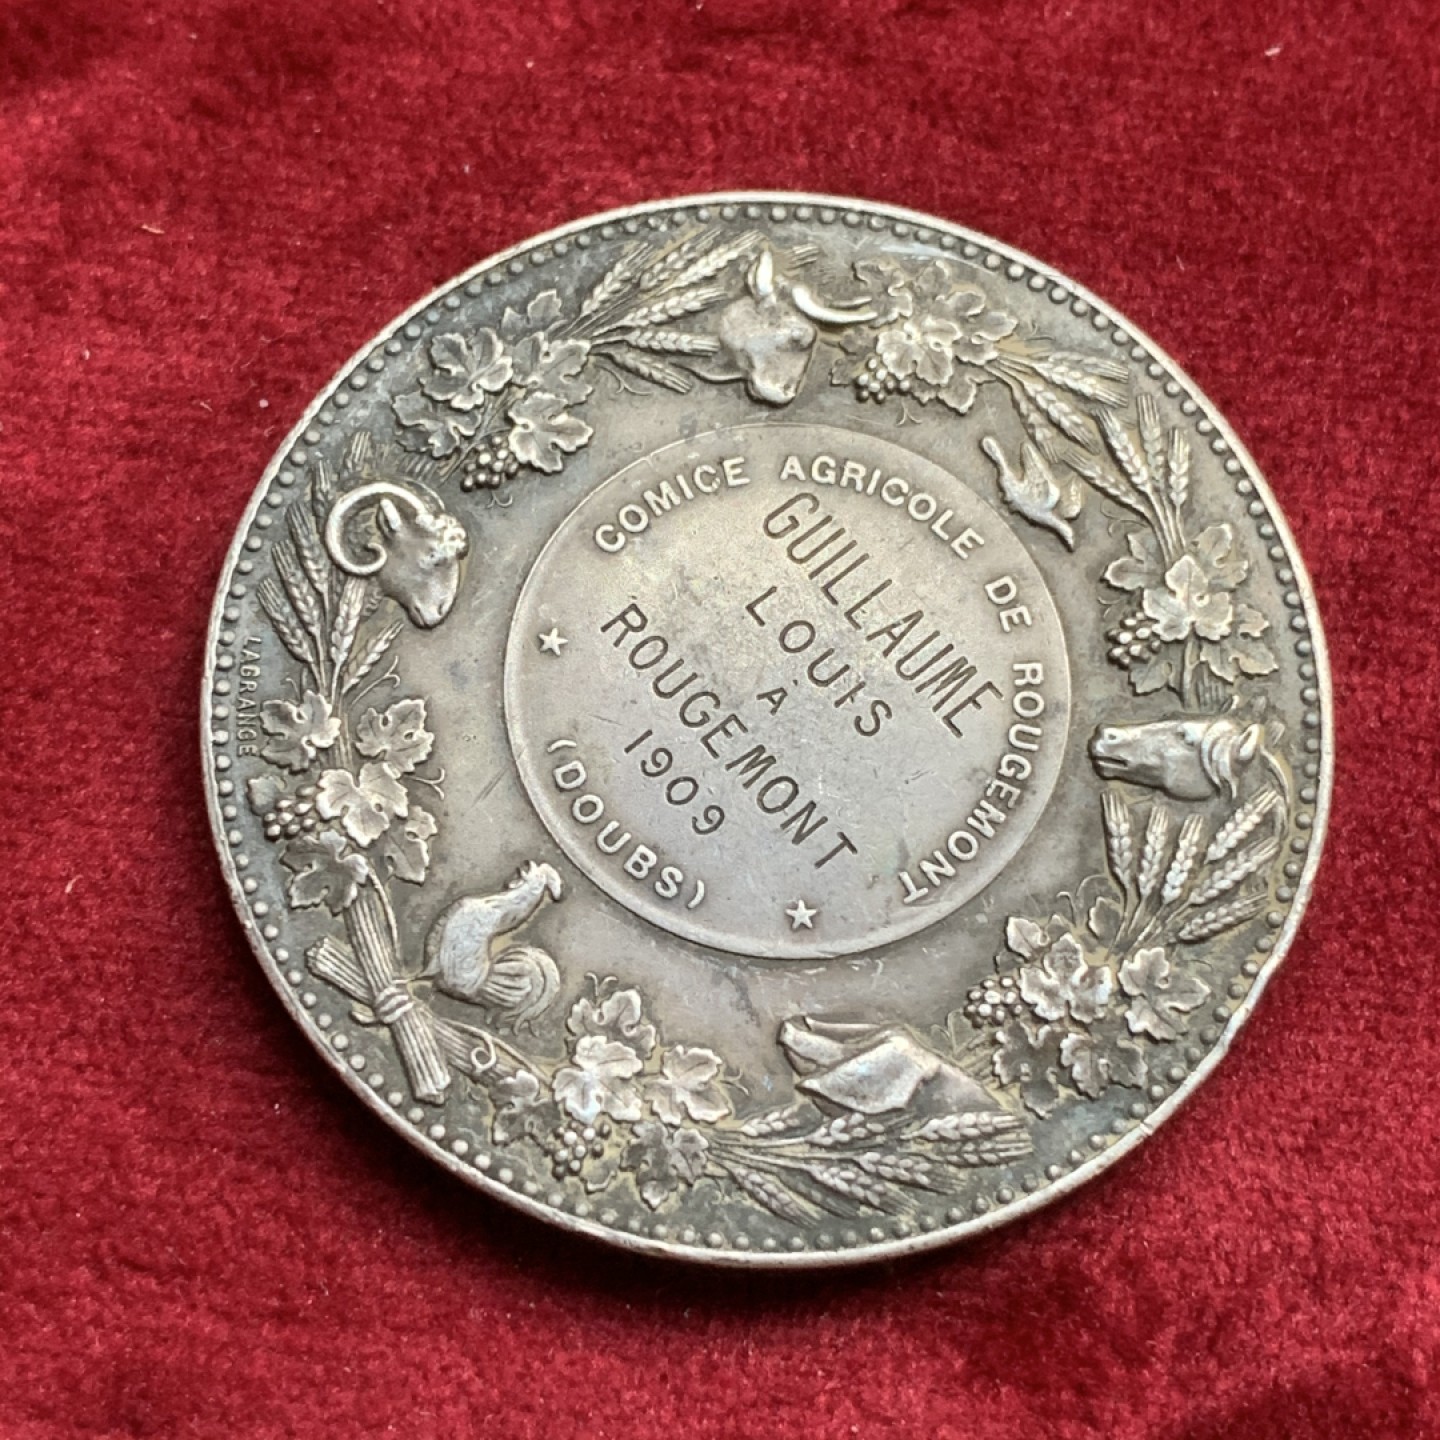 COMICE AGRICOLE DE ROUGEMONT
GUILLAUME
LOUIS
A
ROUGEMONT
1909
(DOUBS)
LAGRANGE